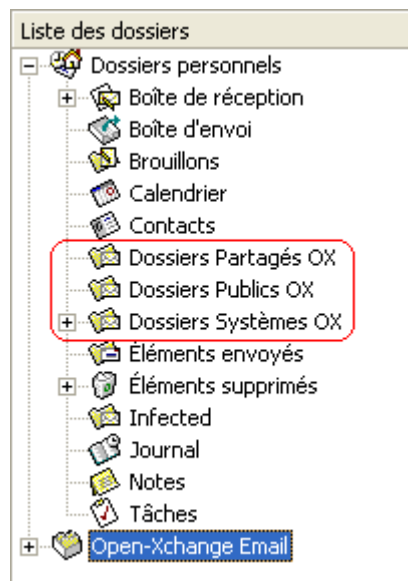 Liste des dossiers
Dossiers personnels
Boîte de réception
Boîte d'envoi
Brouillons
Calendrier
Contacts
Dossiers Partagés OX
Dossiers Publics OX
Dossiers Systèmes OX
Éléments envoyés
Éléments supprimés
Infected
Journal
Notes
Tâches
Open-Xchange Email